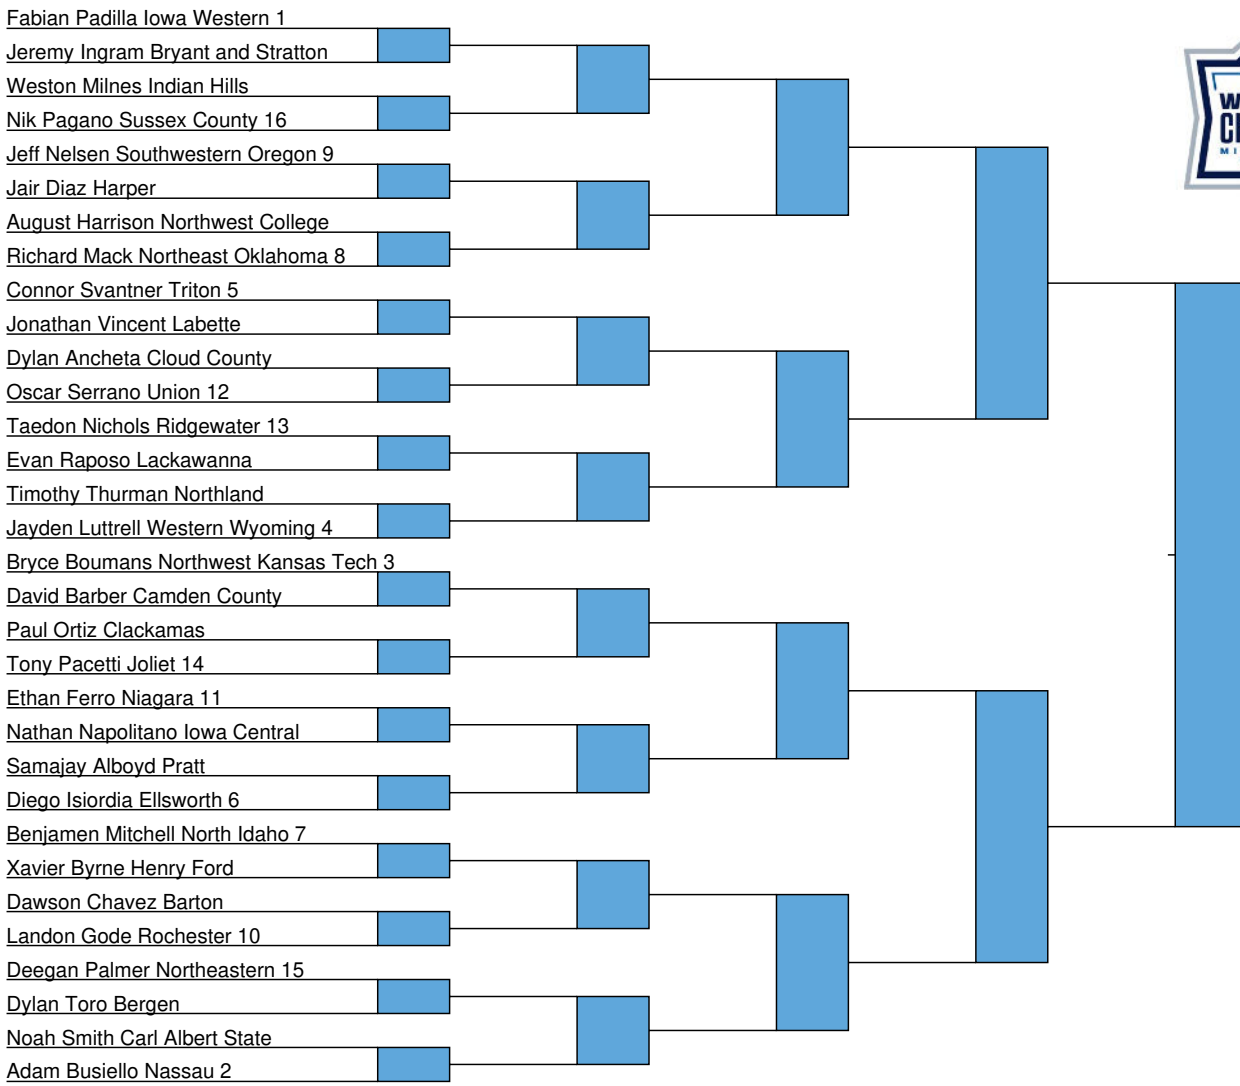 Fabian Padilla Iowa Western 1
Jeremy Ingram Bryant and Stratton
Weston Milnes Indian Hills
Nik Pagano Sussex County 16
Jeff Nelsen Southwestern Oregon 9
Jair Diaz Harper
August Harrison Northwest College
Richard Mack Northeast Oklahoma 8
Connor Svantner Triton 5
Jonathan Vincent Labette
Dylan Ancheta Cloud County
Oscar Serrano Union 12
Taedon Nichols Ridgewater 13
Evan Raposo Lackawanna
Timothy Thurman Northland
Jayden Luttrell Western Wyoming 4
Bryce Boumans Northwest Kansas Tech 3
David Barber Camden County
Paul Ortiz Clackamas
Tony Pacetti Joliet 14
Ethan Ferro Niagara 11
Nathan Napolitano Iowa Central
Samajay Alboyd Pratt
Diego Isiordia Ellsworth 6
Benjamen Mitchell North Idaho 7
Xavier Byrne Henry Ford
Dawson Chavez Barton
Landon Gode Rochester 10
Deegan Palmer Northeastern 15
Dylan Toro Bergen
Noah Smith Carl Albert State
Adam Busiello Nassau 2